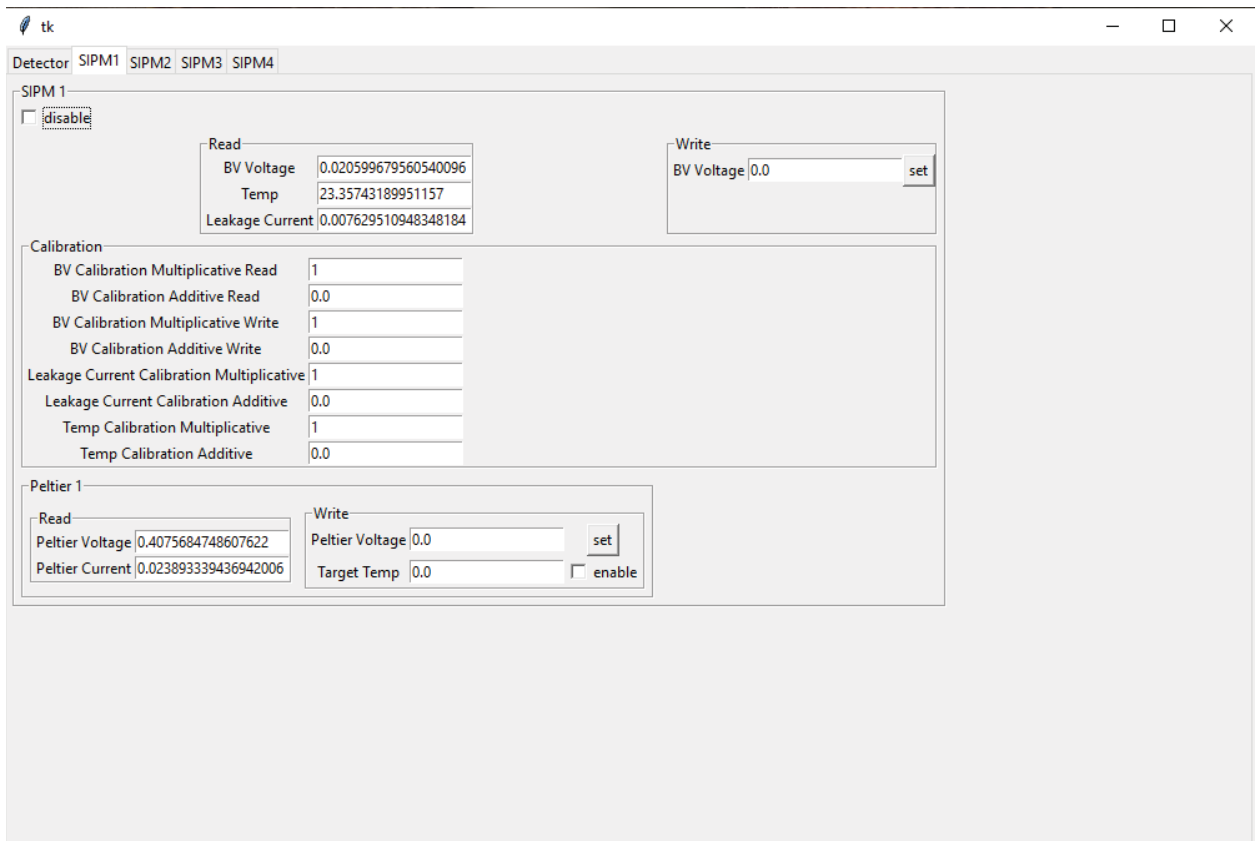 tk
Detector SIPM1 SIPM2 SIPM3 SIPM4
SIPM 1
disable
Read
BV Voltage 0.020599679560540096
Temp 23.35743189951157
Leakage Current 0.007629510948348184
Write
BV Voltage 0.0 set
Calibration
BV Calibration Multiplicative Read 1
BV Calibration Additive Read 0.0
BV Calibration Multiplicative Write 1
BV Calibration Additive Write 0.0
Leakage Current Calibration Multiplicative 1
Leakage Current Calibration Additive 0.0
Temp Calibration Multiplicative 1
Temp Calibration Additive 0.0
Peltier 1
Read
Peltier Voltage 0.4075684748607622
Peltier Current 0.023893339436942006
Write
Peltier Voltage 0.0 set
Target Temp 0.0 enable